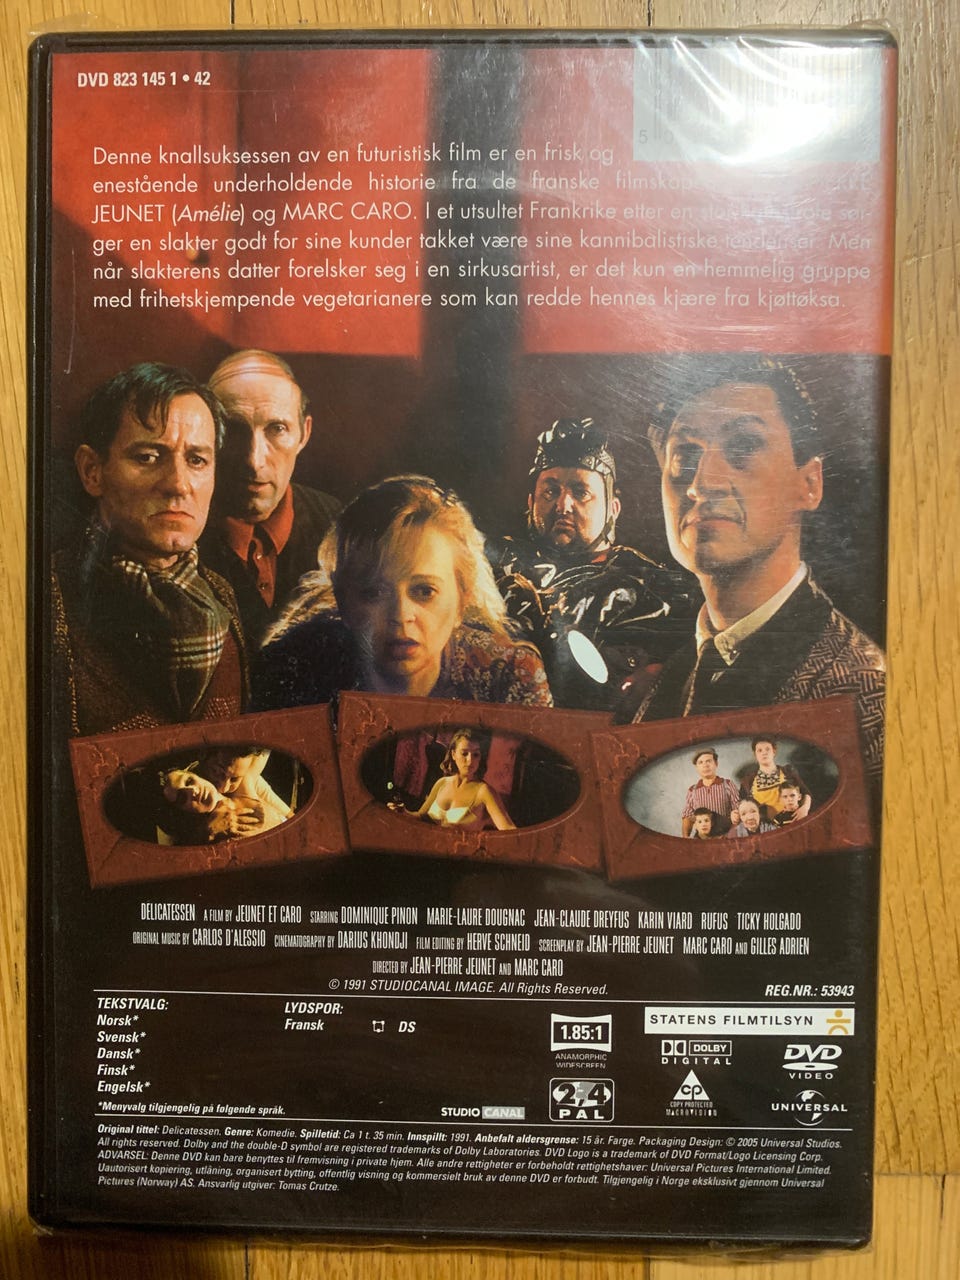 DVD 823 145 1 • 42
5
Denne knallsuksessen av en futuristisk film er en frisk og
enestående underholdende historie fra de franske
JEUNET (Amélie) og MARC CARO. I et utsultet Frankrike etter en
ger en slakter godt for sine kunder takket være sine kannibalistiske tendenser. Men
når slakterens datter forelsker seg i en sirkusartist, er det kun en hemmelig gruppe
med frihetskjempende vegetarianere som kan redde hennes kjære fra kjøttøksa.
DELICATESSEN A FILM BY JEUNET ET CARO STARRING DOMINIQUE PINON MARIE-LAURE DOUGNAC JEAN-CLAUDE DREYFUS KARIN VIARD RUFUS TICKY HOLGADO
ORIGINAL MUSIC BY CARLOS D'ALESSIO CINEMATOGRAPHY BY DARIUS KHONDJI FILM EDITING BY HERVE SCHNEID SCREENPLAY BY JEAN-PIERRE JEUNET MARC CARO AND GILLES ADRIEN
DIRECTED BY JEAN-PIERRE JEUNET AND MARC CARO
© 1991 STUDIOCANAL IMAGE. All Rights Reserved.
REG.NR.: 53943
TEKSTVALG:
Norsk*
Svensk*
Dansk*
Finsk*
Engelsk*
*Menyvalg tilgjengelig på følgende språk.
LYDSPOR:
Fransk DS
STUDIO CANAL
1.85:1
ANAMORPHIC
WIDESCREEN
2,4
PAL
STATENS FILMTILSYN
DOLBY
DIGITAL
DVD
VIDEO
CP
COPY PROTECTED
MACROVISION
UNIVERSAL
Original tittel: Delicatessen. Genre: Komedie. Spilletid: Ca 1 t. 35 min. Innspilt: 1991. Anbefalt aldersgrense: 15 år. Farge. Packaging Design: © 2005 Universal Studios.
All rights reserved. Dolby and the double-D symbol are registered trademarks of Dolby Laboratories. DVD Logo is a trademark of DVD Format/Logo Licensing Corp.
ADVARSEL: Denne DVD kan bare benyttes til fremvisning i private hjem. Alle andre rettigheter er forbeholdt rettighetshaver: Universal Pictures International Limited.
Uautorisert kopiering, utlåning, organisert bytting, offentlig visning og kommersielt bruk av denne DVD er forbudt. Tilgjengelig i Norge eksklusivt gjennom Universal
Pictures (Norway) AS. Ansvarlig utgiver: Tomas Crutze.